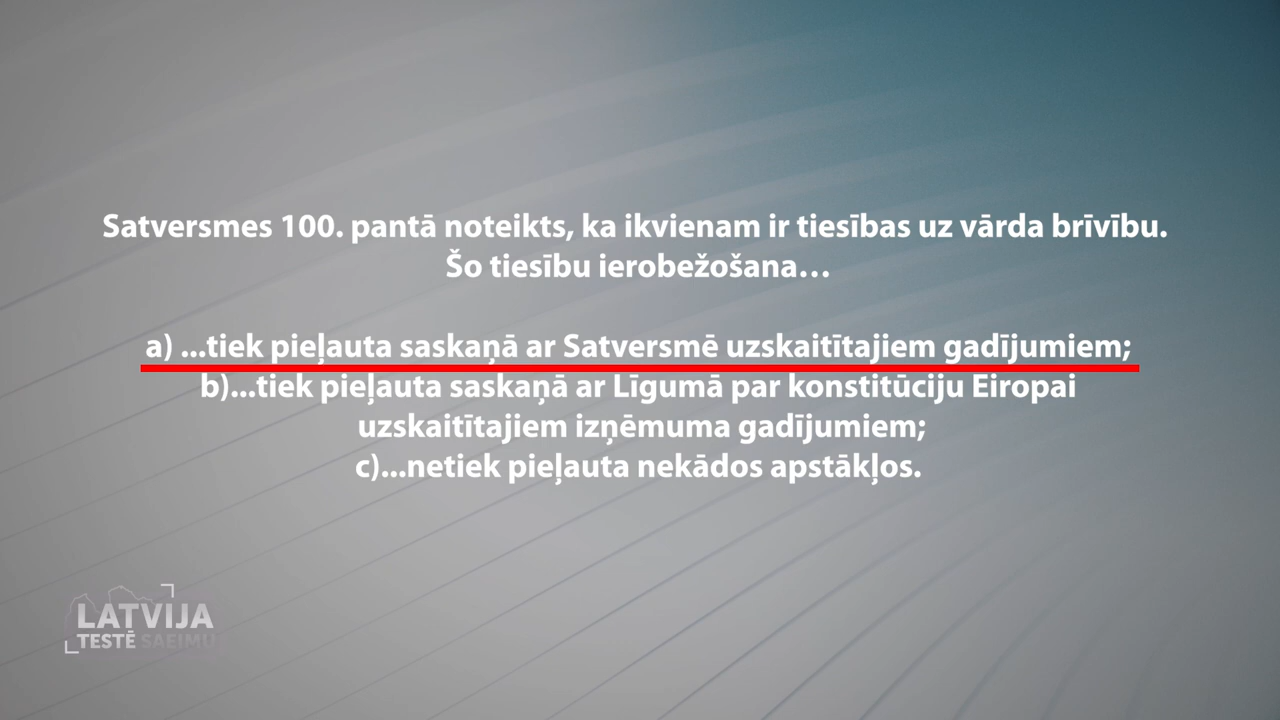 Satversmes 100. pantā noteikts, ka ikvienam ir tiesības uz vārda brīvību.
Šo tiesību ierobežošana...
a) ...tiek pieļauta saskaņā ar Satversmē uzskaitītajiem gadījumiem;
b)...tiek pieļauta saskaņā ar Līgumā par konstitūciju Eiropai
uzskaitītajiem izņēmuma gadījumiem;
c)...netiek pieļauta nekādos apstākļos.
LATVIJA
TESTĒ SAEIMU